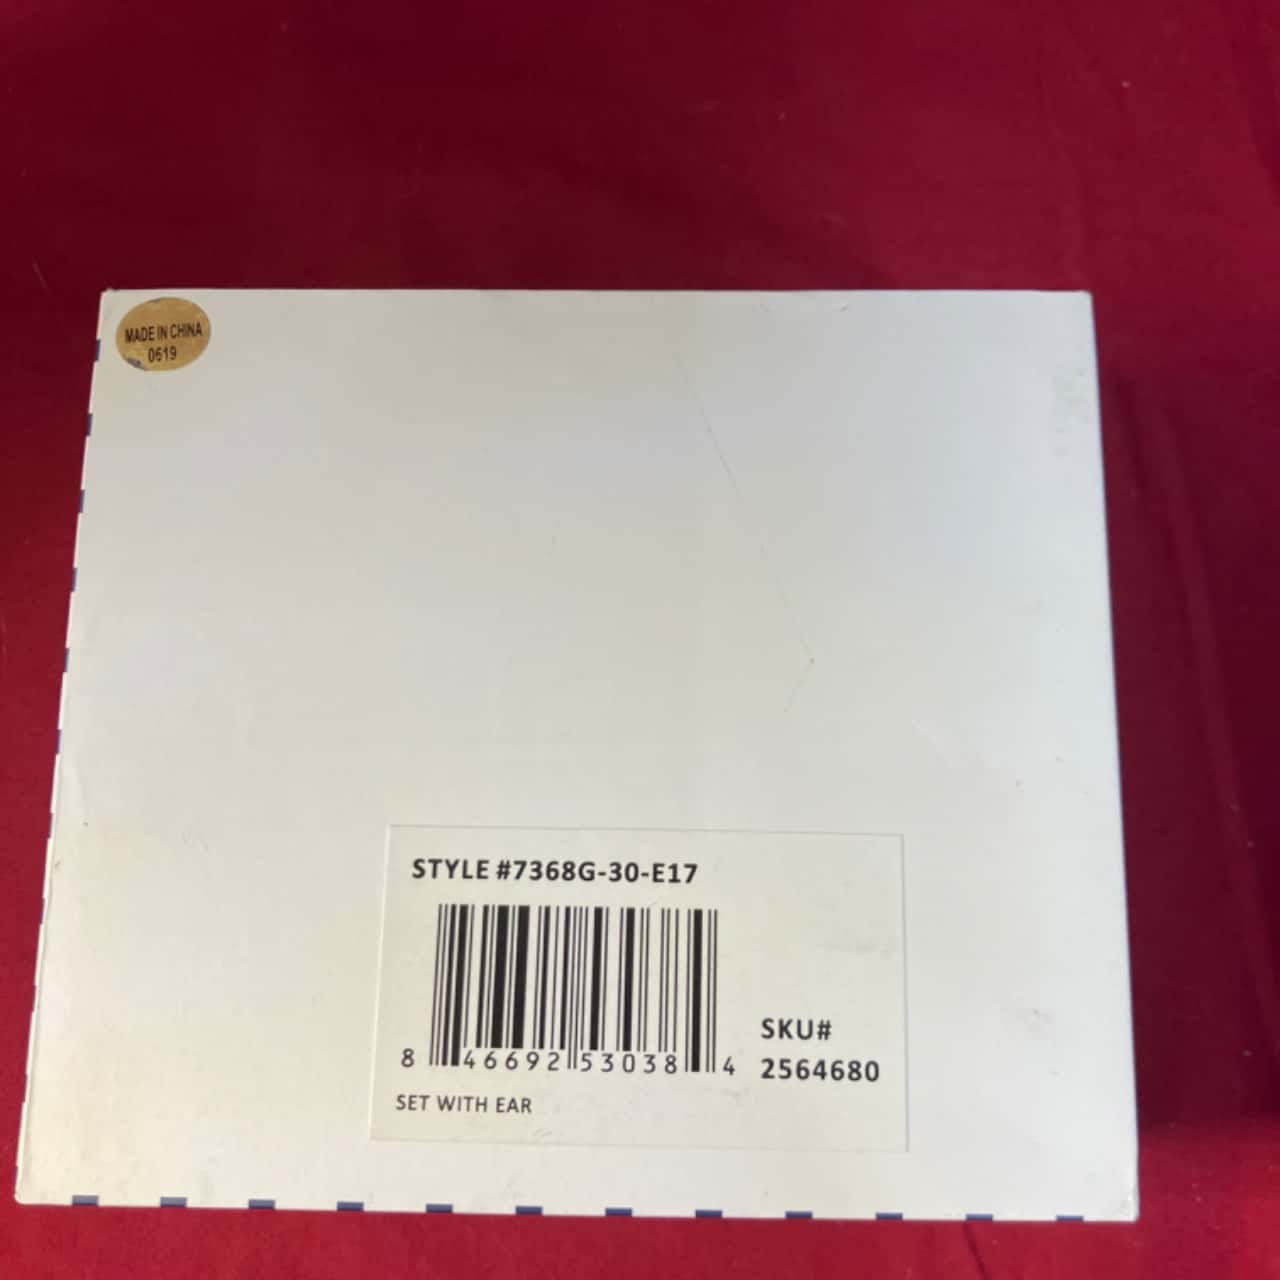 MADE IN CHINA
0619
STYLE #7368G-30-E17
8 46692 53038 4
SKU#
2564680
SET WITH EAR